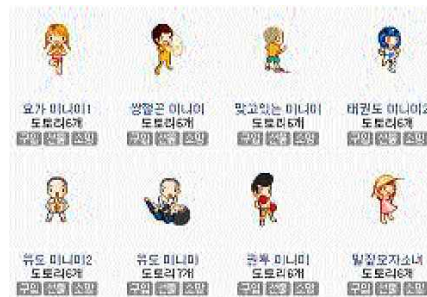 요가 미니미1
도토리6개
구입 선물 소망
쌍절곤 미니미
도토리6개
구입 선물 소망
맞고있는 미니미
도토리6개
구입 선물 소망
태권도 미니미2
도토리6개
구입 선물 소망
유도 미니미2
도토리6개
구입 선물 소망
유도 미니미
도토리7개
구입 선물 소망
권투 미니미
도토리6개
구입 선물 소망
밀짚모자소녀
도토리6개
구입 선물 소망